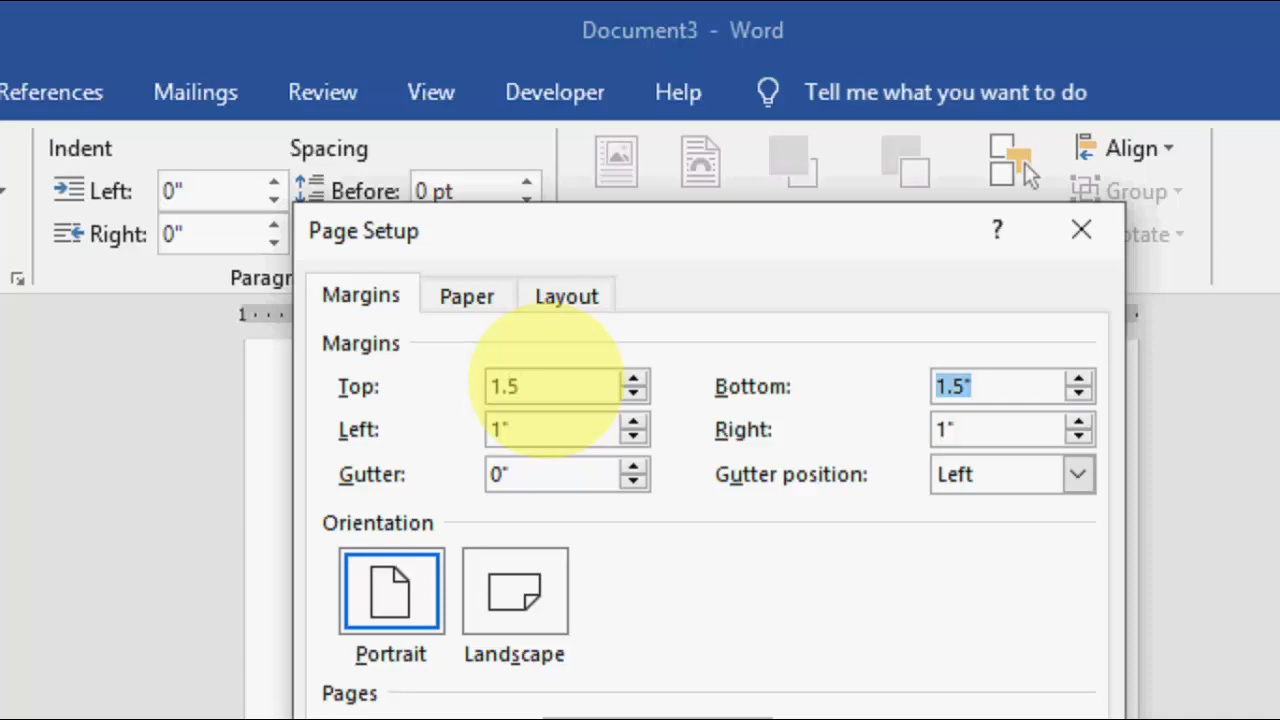 Document3 - Word
References Mailings Review View Developer Help Tell me what you want to do
Indent Spacing Align
Left: 0" Before: 0 pt Group
Right: 0"
Page Setup ?
Paragr
Margins Paper Layout
1
Margins
Top: 1.5 Bottom: 1.5"
Left: 1" Right: 1"
Gutter: 0" Gutter position: Left
Orientation
Portrait Landscape
Pages